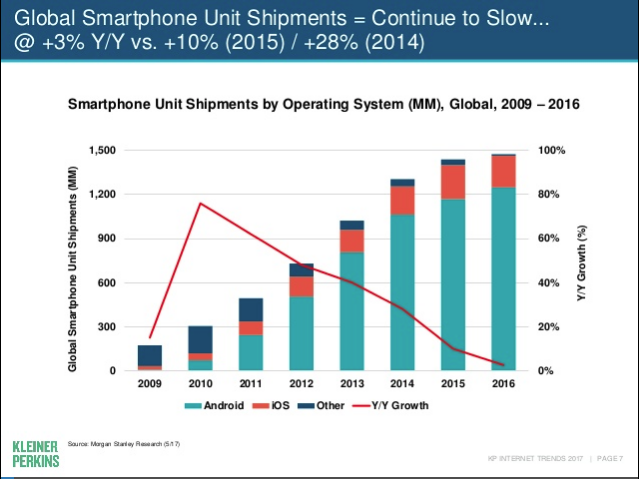 Global Smartphone Unit Shipments = Continue to Slow...
@ +3% Y/Y vs. +10% (2015) / +28% (2014)
Smartphone Unit Shipments by Operating System (MM), Global, 2009 – 2016
Global Smartphone Unit Shipments (MM)
1,500
1,200
900
600
300
0
100%
80%
60%
40%
20%
0%
Y/Y Growth (%)
2009 2010 2011 2012 2013 2014 2015 2016
Android iOS Other Y/Y Growth
KLEINER
PERKINS
Source: Morgan Stanley Research (5/17)
KP INTERNET TRENDS 2017 | PAGE 7